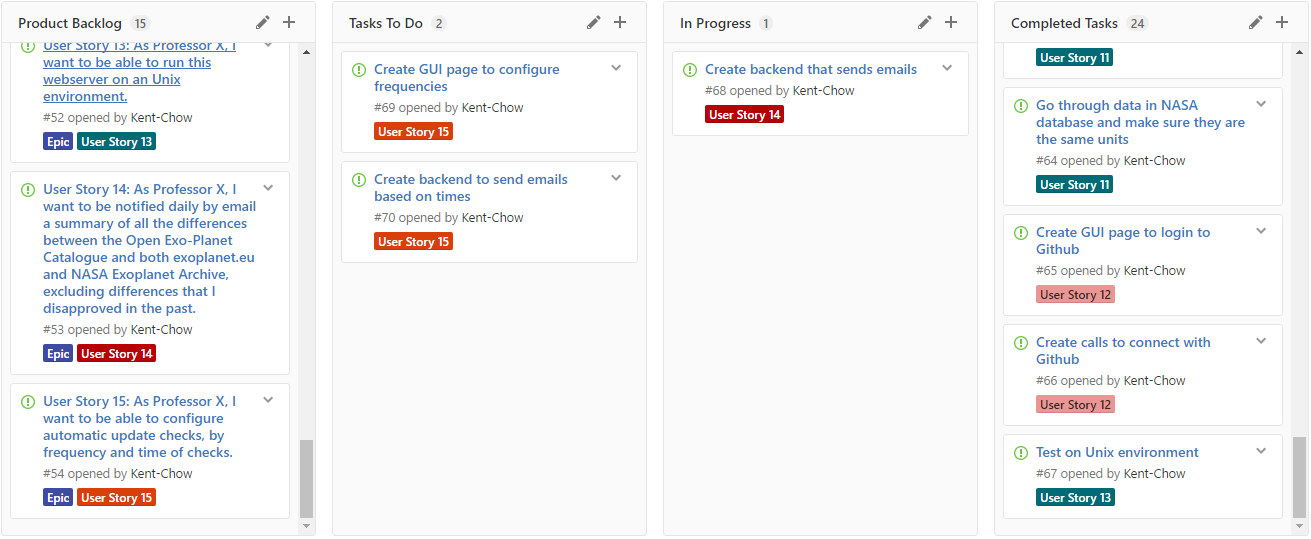 Product Backlog 15
User Story 13: As Professor X, I
want to be able to run this
webserver on an Unix
environment.
#52 opened by Kent-Chow
Epic User Story 13
User Story 14: As Professor X, I
want to be notified daily by email
a summary of all the differences
between the Open Exo-Planet
Catalogue and both exoplanet.eu
and NASA Exoplanet Archive,
excluding differences that I
disapproved in the past.
#53 opened by Kent-Chow
Epic User Story 14
User Story 15: As Professor X, I
want to be able to configure
automatic update checks, by
frequency and time of checks.
#54 opened by Kent-Chow
Epic User Story 15
Tasks To Do 2
Create GUI page to configure
frequencies
#69 opened by Kent-Chow
User Story 15
Create backend to send emails
based on times
#70 opened by Kent-Chow
User Story 15
In Progress 1
Create backend that sends emails
#68 opened by Kent-Chow
User Story 14
Completed Tasks 24
User Story 11
Go through data in NASA
database and make sure they are
the same units
#64 opened by Kent-Chow
User Story 11
Create GUI page to login to
Github
#65 opened by Kent-Chow
User Story 12
Create calls to connect with
Github
#66 opened by Kent-Chow
User Story 12
Test on Unix environment
#67 opened by Kent-Chow
User Story 13